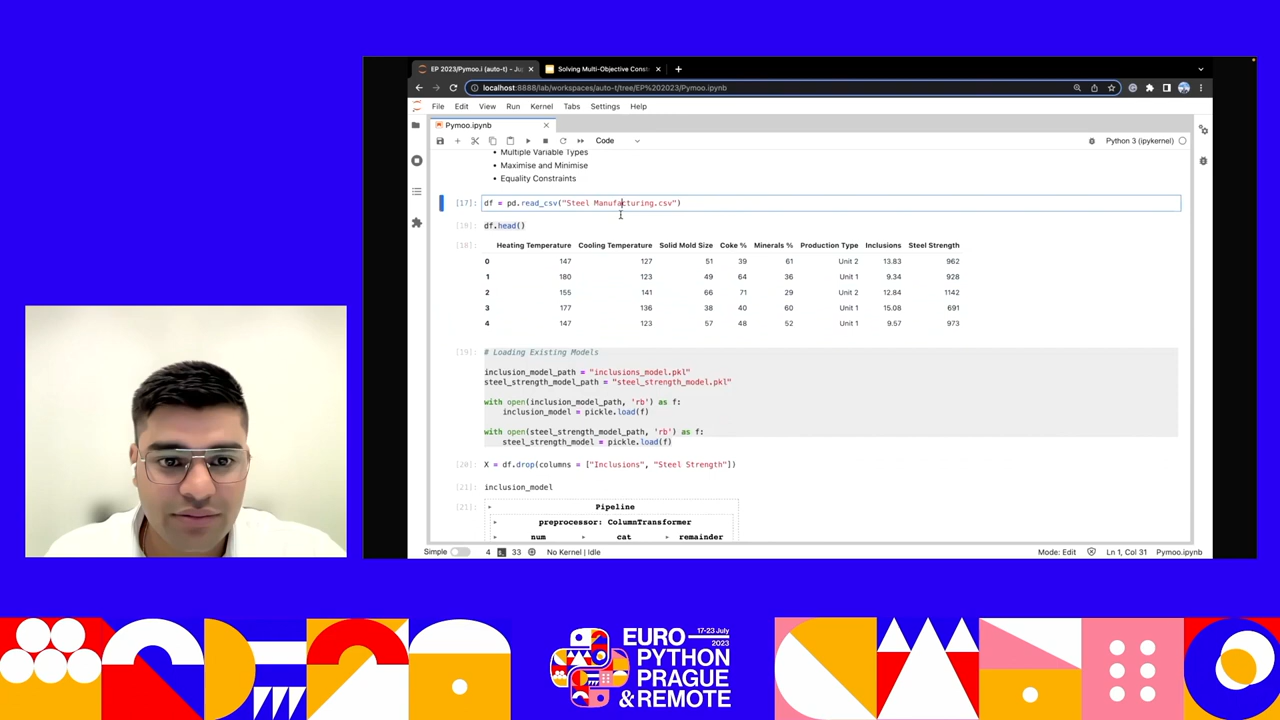 EP 2023/Pymoo.i (auto-t) – Ju
Solving Multi-Objective Const
localhost:8888/lab/workspaces/auto-t/tree/EP%202023/Pymoo.ipynb
File Edit View Run Kernel Tabs Settings Help
Pymoo.ipynb
Code
Python 3 (ipykernel)
• Multiple Variable Types
• Maximise and Minimise
• Equality Constraints
[17]: df = pd.read_csv("Steel Manufacturing.csv")
[18]: df.head()
[18]: Heating Temperature Cooling Temperature Solid Mold Size Coke % Minerals % Production Type Inclusions Steel Strength
0 147 127 51 39 61 Unit 2 13.83 962
1 180 123 49 64 36 Unit 1 9.34 928
2 155 141 66 71 29 Unit 2 12.84 1142
3 177 136 38 40 60 Unit 1 15.08 691
4 147 123 57 48 52 Unit 1 9.57 973
[19]: # Loading Existing Models
inclusion_model_path = "inclusions_model.pkl"
steel_strength_model_path = "steel_strength_model.pkl"
with open(inclusion_model_path, 'rb') as f:
inclusion_model = pickle.load(f)
with open(steel_strength_model_path, 'rb') as f:
steel_strength_model = pickle.load(f)
[20]: X = df.drop(columns = ["Inclusions", "Steel Strength"])
[21]: inclusion_model
[21]: Pipeline
preprocessor: ColumnTransformer
num cat remainder
Simple 4 33 No Kernel | Idle Mode: Edit Ln 1, Col 31 Pymoo.ipynb
EURO 17-23 July 2023
PYTHON
PRAGUE
& REMOTE